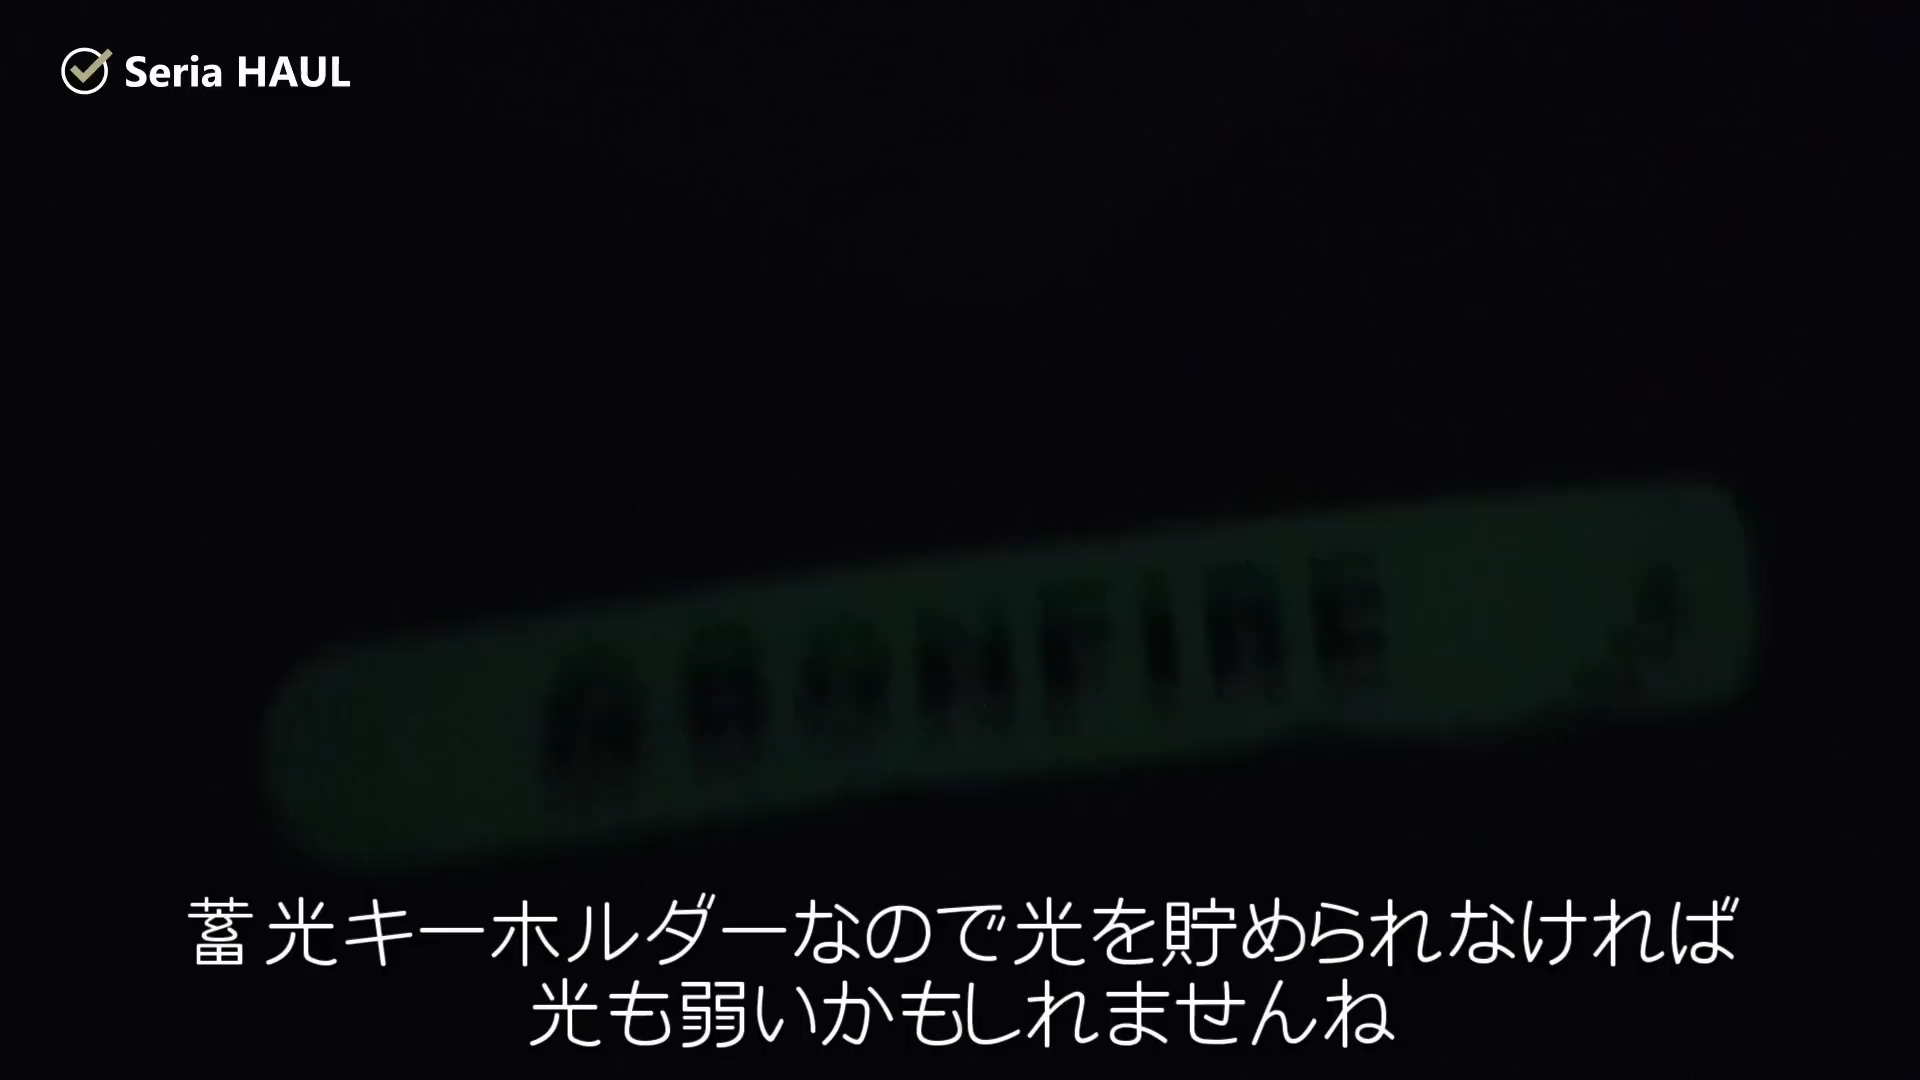 Seria HAUL
BONFIRE
蓄光キーホルダーなので光を貯められなければ
光も弱いかもしれませんね